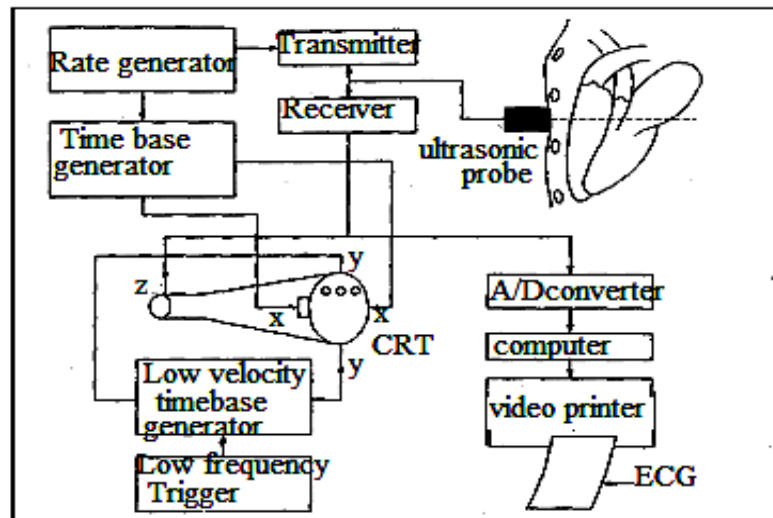 Rate generator
Transmitter
Receiver
Time base
generator
ultrasonic
probe
y
z
x
x
CRT
y
A/Dconverter
computer
Low velocity
timebase
generator
video printer
Low frequency
Trigger
ECG